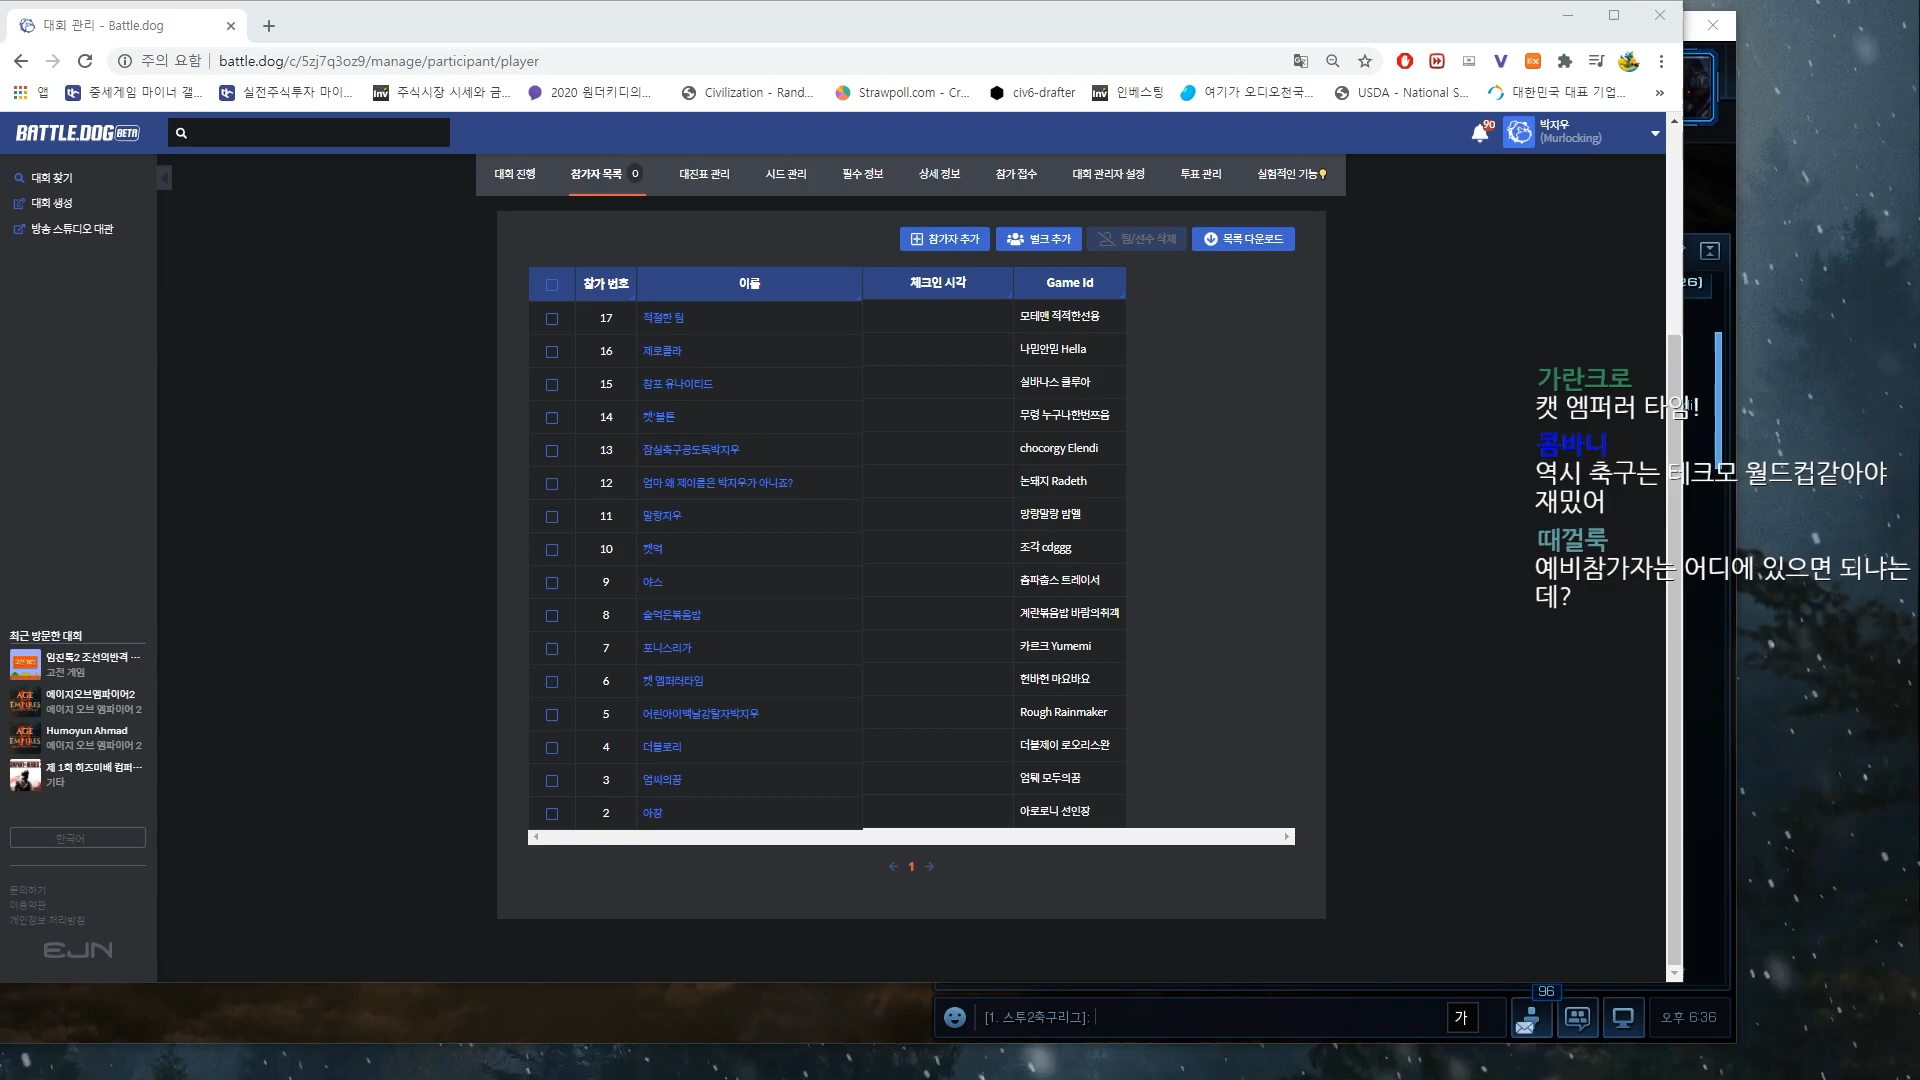 대회 관리 - Battle.dog
주의 요함 battle.dog/c/5zj7q3oz9/manage/participant/player
앱 중세게임 마이너 갤... 실전주식투자 마이... 주식시장 시세와 금... 2020 원더키디의... Civilization - Rand... Strawpoll.com - Cr... civ6-drafter 인베스팅 여기가 오디오천국... USDA - National S... 대한민국 대표 기업... »
BATTLE.DOG BETA
90
박지우
(Murlocking)
대회 찾기
대회 생성
방송 스튜디오 대관
대회 진행 참가자 목록 0 대진표 관리 시드 관리 필수 정보 상세 정보 참가 접수 대회 관리자 설정 투표 관리 실험적인 기능
참가자 추가 벌크 추가 팀/선수 삭제 목록 다운로드
참가 번호 이름 체크인 시각 Game Id
17 적절한 팀 모테맨 적적한선용
16 제로콜라 나민안민 Hella
15 참포 유나이티드 실바나스 클루아
14 캣'불튼 무령 누구나한번쯔음
13 잠실축구공도둑박지우 chocorgy Elendi
12 엄마 왜 제이름은 박지우가 아니죠? 논돼지 Radeth
11 말랑지우 망랑말랑 밤멜
10 캣먹 조각 cdggg
9 야스 츔파춥스 트레이서
8 술먹은볶음밥 계란볶음밥 바람의취객
7 포니스리가 카르크 Yumemi
6 캣 엠퍼러타임 헌바헌 마요바요
5 어린아이맥날강탈자박지우 Rough Rainmaker
4 더블로리 더블제이 로오리스완
3 엄씨의꿈 엄퉤 모두의꿈
2 아장 아로로니 선인장
1
최근 방문한 대회
임진록2 조선의반격 ...
고전 게임
에이지오브엠파이어2
에이지 오브 엠파이어 2
Humoyun Ahmad
에이지 오브 엠파이어 2
제 1회 히즈미배 컴퍼...
기타
한국어
문의하기
이용약관
개인정보 처리방침
EJN
26)
가란크로
캣 엠퍼러 타임!
콤바니
역시 축구는 테크모 월드컵같아야
재밌어
때껄룩
예비참가자는 어디에 있으면 되냐는
데?
96
[1. 스투2축구리그]:
가
오후 6:36